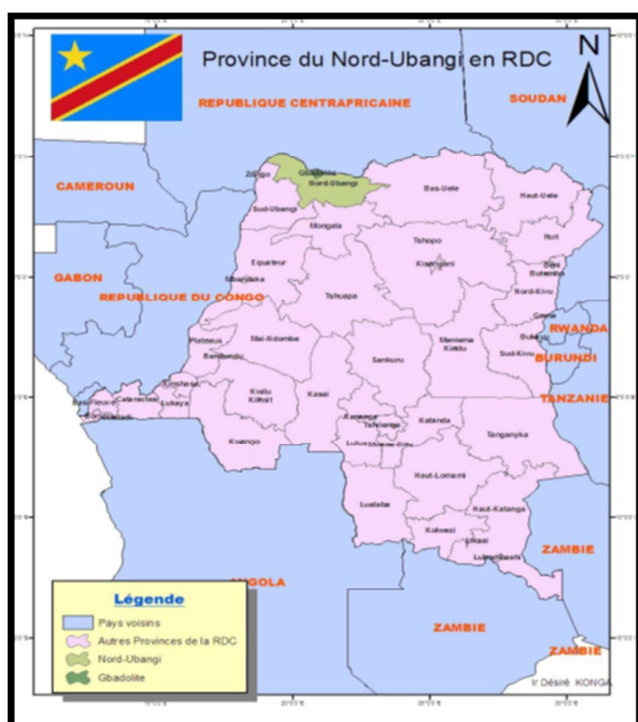 Province du Nord-Ubangi en RDC
N
REPUBLIQUE CENTRAFRICAINE
SOUDAN
CAMEROUN
Gbadolite
Nord-Ubangi
Bas-Uele
Haut-Uele
Sud-Ubangi
Mongala
Ituri
Tshopo
Equateur
Kisangani
Beni
Butembo
GABON
Mbandaka
REPUBLIQUE DU CONGO
Tshuapa
Nord-Kivu
Goma
RWANDA
Plateaux
Mai-Ndombe
Maniema
Kindu
Bukavu
Bandundu
Sankuru
Sud-Kivu
BURUNDI
Kinshasa
TANZANIE
Cataractes
Lukaya
Kwilu
Kikwit
Kasai
Kananga
Kabinda
Tanganyka
Kwango
Haut-Lomami
Lualaba
Haut-Katanga
Kolwezi
Likasi
Lubumbashi
ZAMBIE
ANGOLA
ZAMBIE
ZAMBIE
Légende
Pays voisins
Autres Provinces de la RDC
Nord-Ubangi
Gbadolite
Ir Désiré KONGA